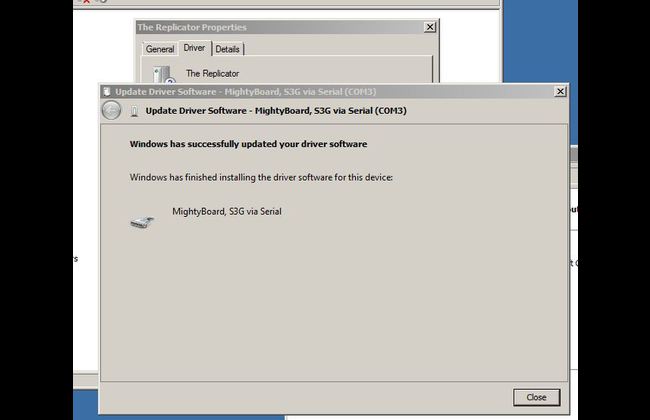 The Replicator Properties
General Driver Details
The Replicator
Update Driver Software - MightyBoard, S3G via Serial (COM3)
Update Driver Software - MightyBoard, S3G via Serial (COM3)
Windows has successfully updated your driver software
Windows has finished installing the driver software for this device:
MightyBoard, S3G via Serial
Close